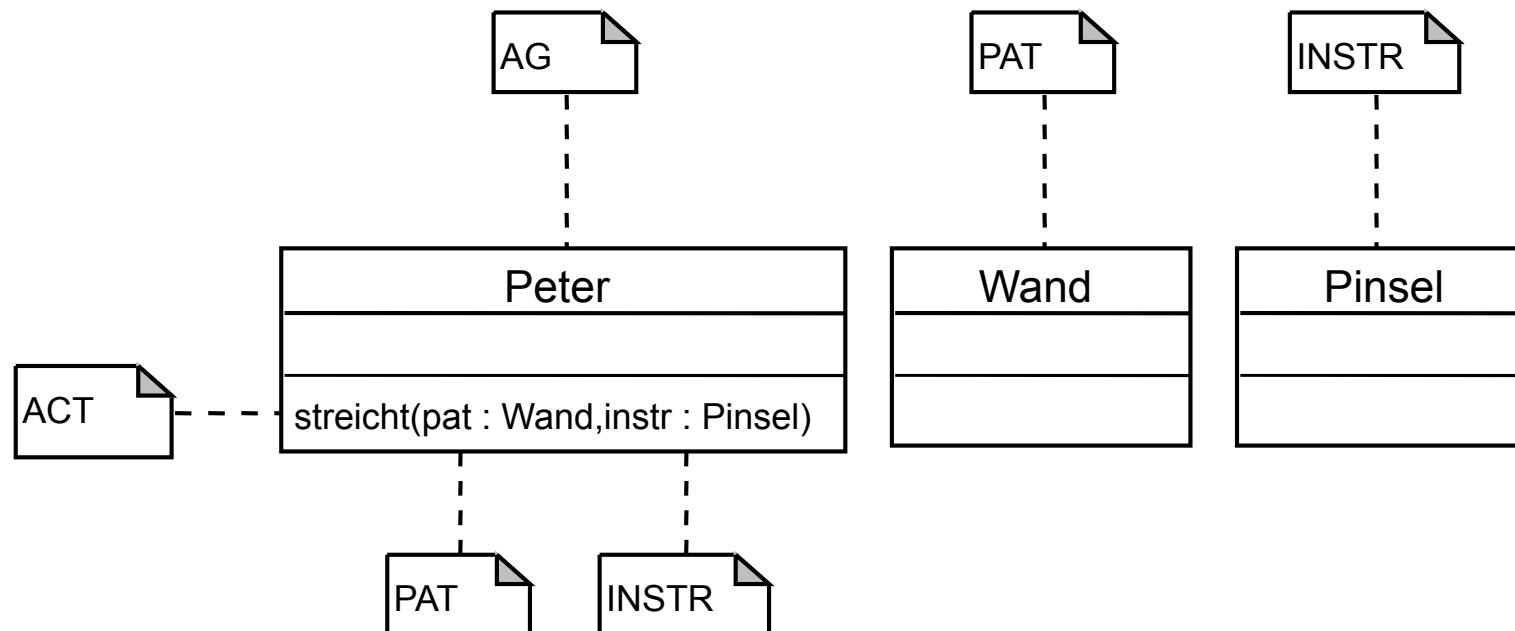 AG
PAT
INSTR
Peter
Wand
Pinsel
ACT
streicht(pat : Wand,instr : Pinsel)
PAT
INSTR